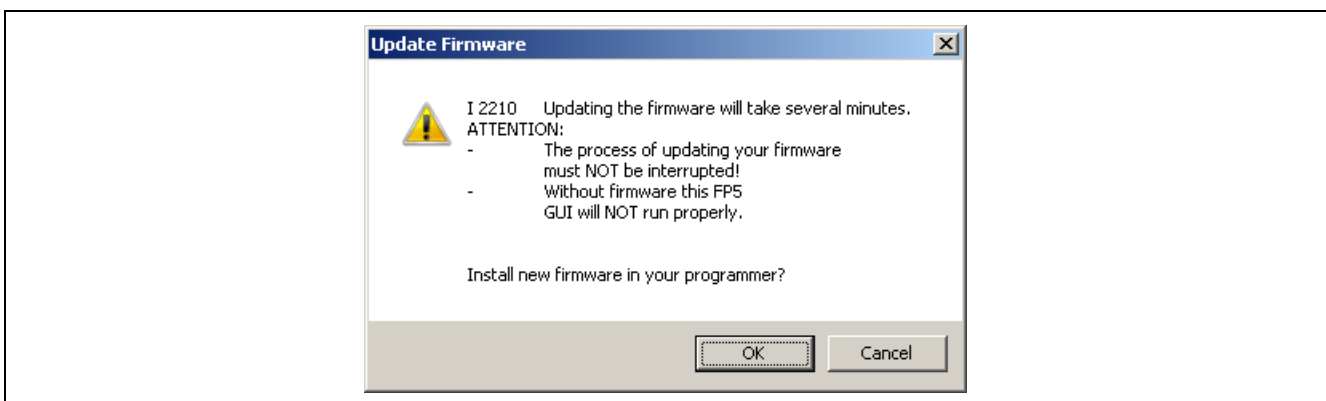 Update Firmware
I 2210 Updating the firmware will take several minutes.
ATTENTION:
- The process of updating your firmware
must NOT be interrupted!
- Without firmware this FP5
GUI will NOT run properly.
Install new firmware in your programmer?
OK Cancel